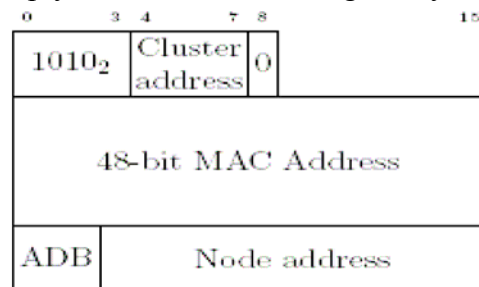 0 3 4 7 8 15
1010₂ Cluster address 0
48-bit MAC Address
ADB Node address